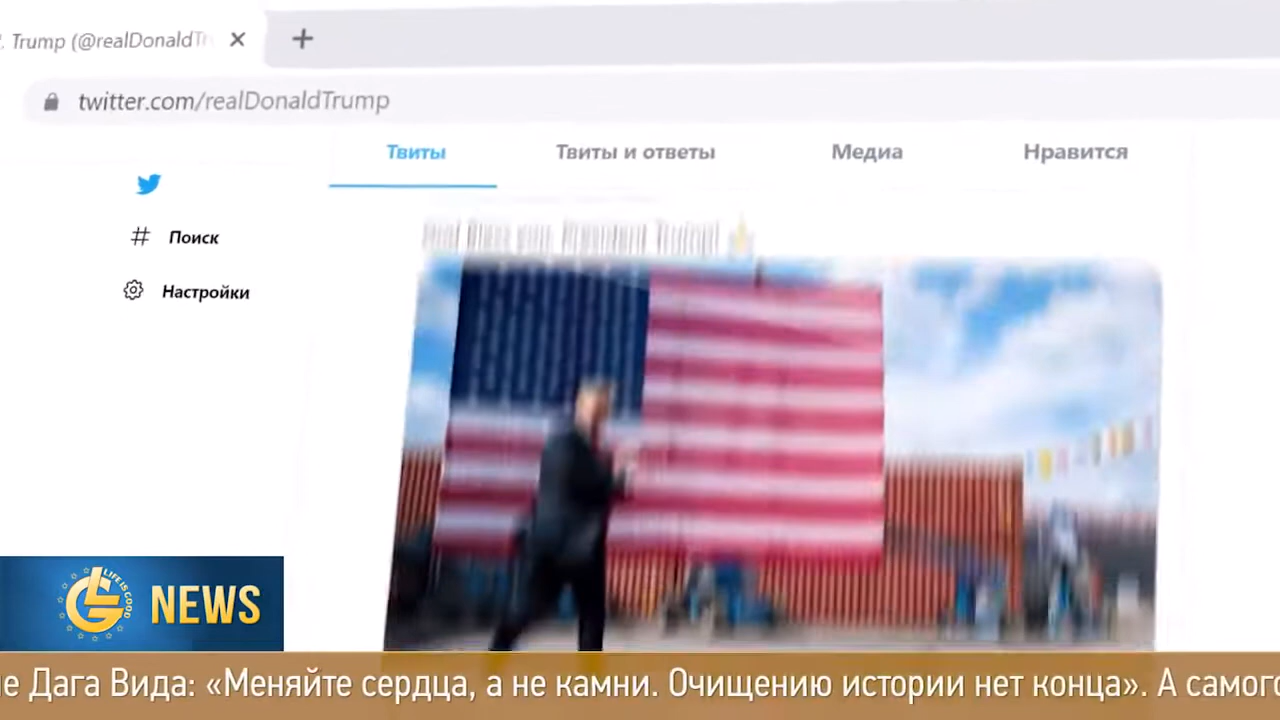 Trump (@realDonaldTr
twitter.com/realDonaldTrump
Твиты
Твиты и ответы
Медиа
Нравится
Поиск
Настройки
LIFE IS GOOD
NEWS
Дага Вида: «Меняйте сердца, а не камни. Очищению истории нет конца». А самого